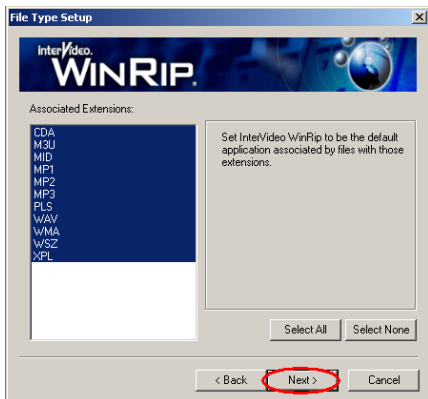 File Type Setup
InterVideo.
WINRIP.
Associated Extensions:
CDA
M3U
MID
MP1
MP2
MP3
PLS
WAV
WMA
WSZ
XPL
Set InterVideo WinRip to be the default
application associated by files with those
extensions.
Select All
Select None
< Back
Next >
Cancel